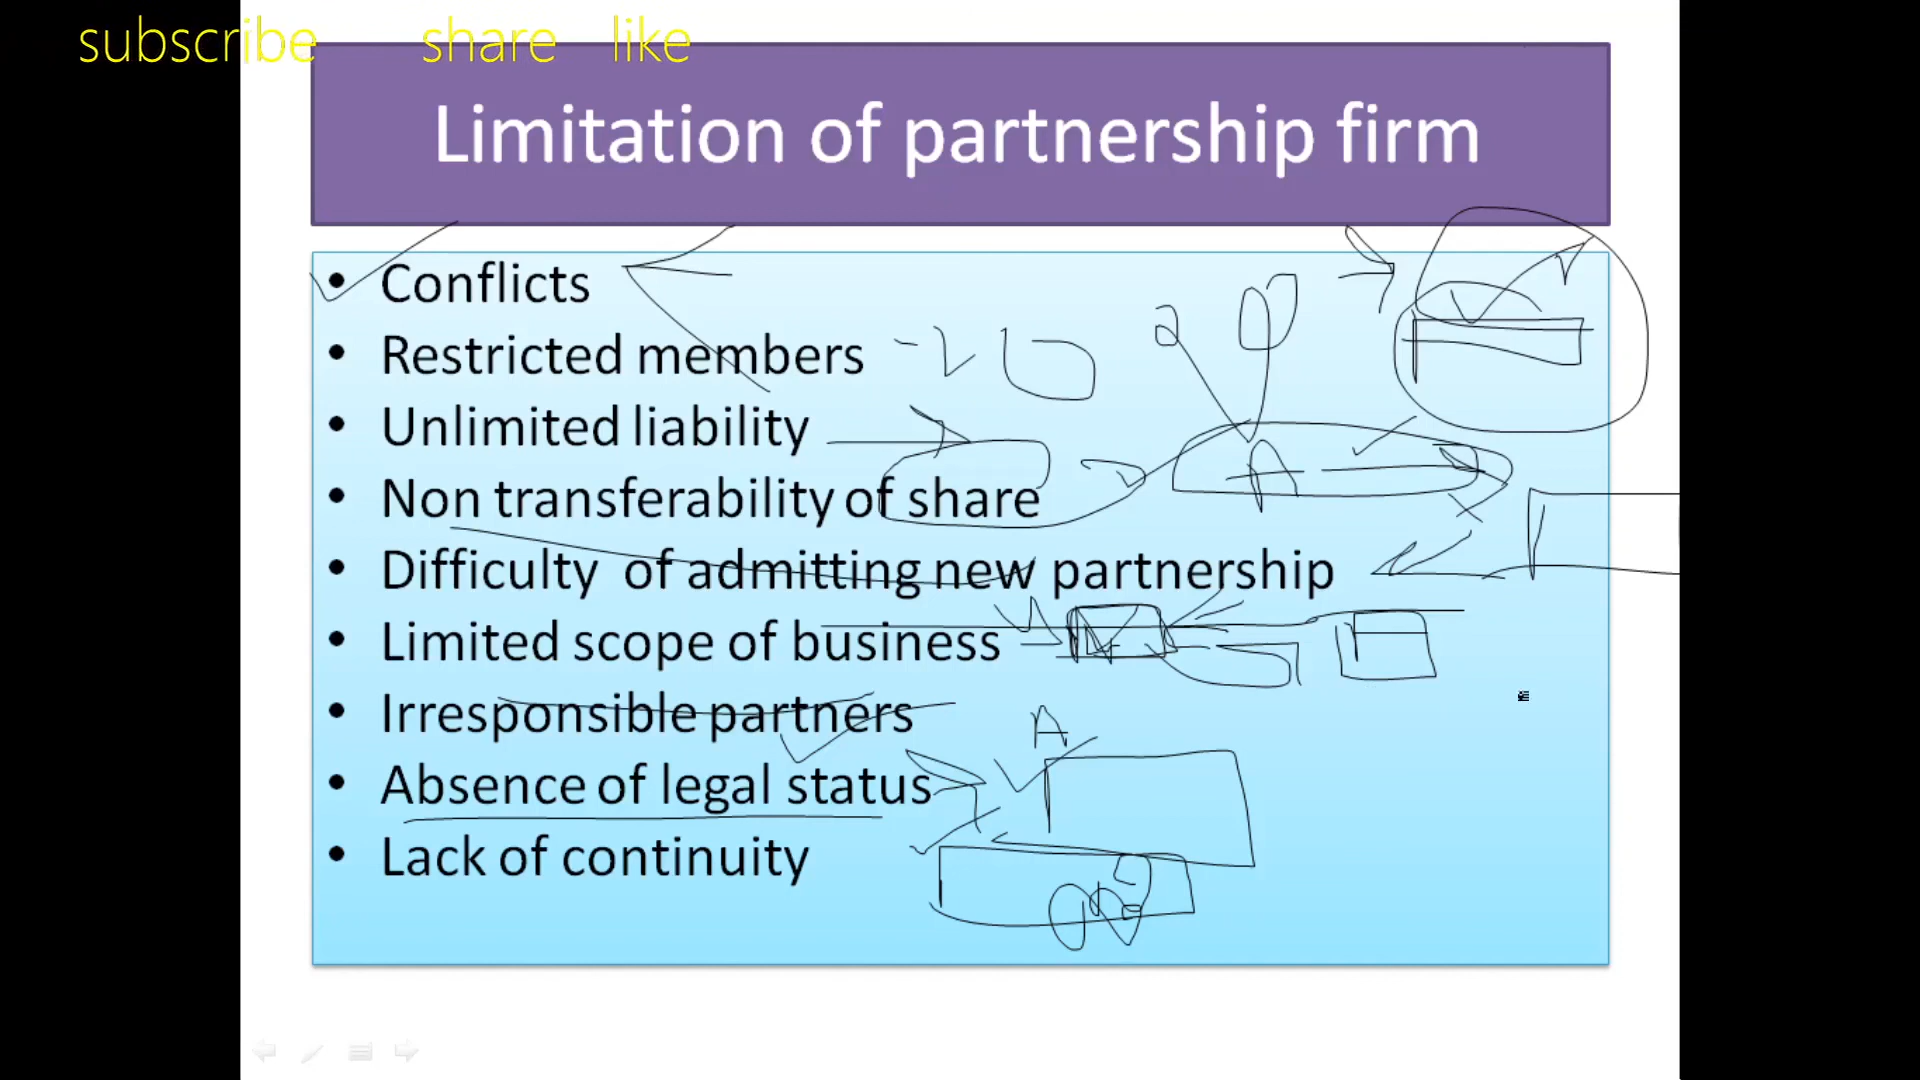 subscribe share like
Limitation of partnership firm
• Conflicts
• Restricted members
• Unlimited liability
• Non transferability of share
• Difficulty of admitting new partnership
• Limited scope of business
• Irresponsible partners
A
• Absence of legal status
• Lack of continuity